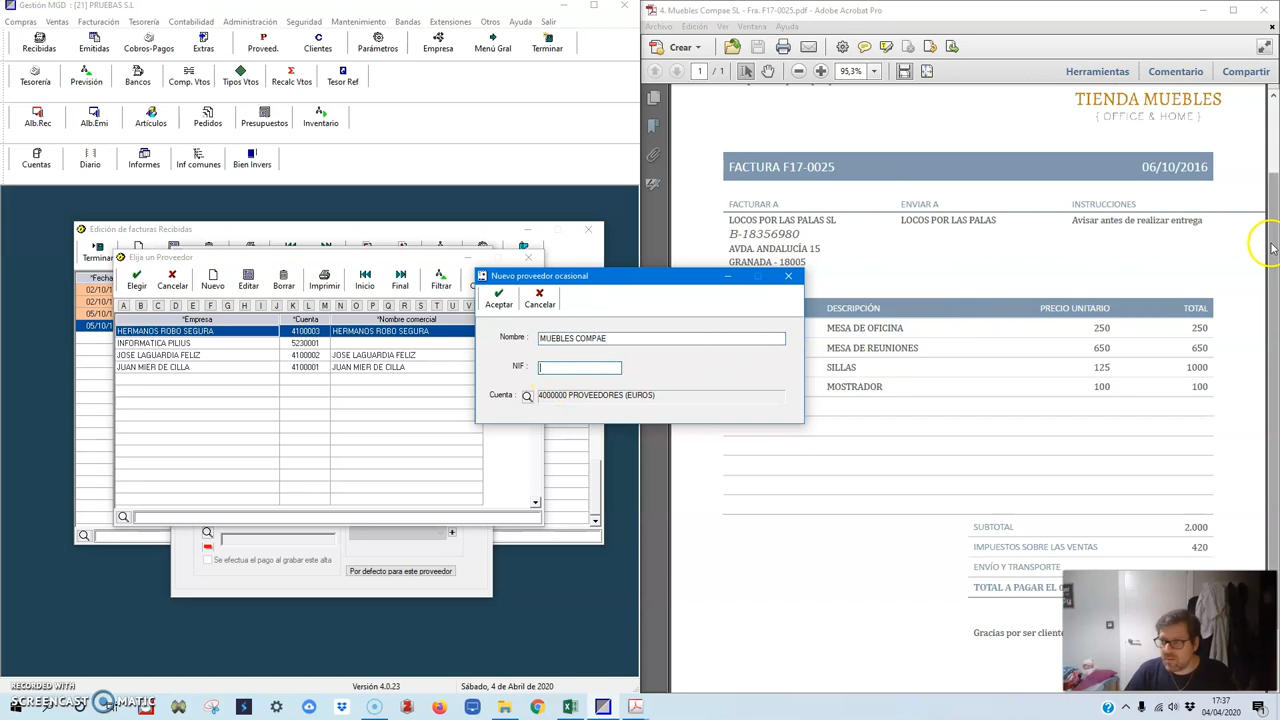 Gestión MGD : [21] PRUEBAS S.L
Compras Ventas Facturación Tesorería Contabilidad Administración Seguridad Mantenimiento Bandas Extensiones Otros Ayuda Salir
Recibidas Emitidas Cobros-Pagos Extras Proveed. Clientes Parámetros Empresa Menú Gral Terminar
Tesorería Previsión Bancos Comp. Vtos Tipos Vtos Recalc Vtos Tesor Ref
Alb.Rec Alb.Emi Artículos Pedidos Presupuestos Inventario
Cuentas Diario Informes Inf comunes Bien Invers
Edición de facturas Recibidas
Terminar
*Fecha
02/10/
02/10/
05/10/
05/10/
Elija un Proveedor
Elegir Cancelar Nuevo Editar Borrar Imprimir Inicio Final Filtrar
A B C D E F G H I J K L M N O P Q R S T U V
*Empresa *Cuenta *Nombre comercial
HERMANOS ROBO SEGURA 4100003 HERMANOS ROBO SEGURA
INFORMATICA PILIUS 5230001
JOSE LAGUARDIA FELIZ 4100002 JOSE LAGUARDIA FELIZ
JUAN MIER DE CILLA 4100001 JUAN MIER DE CILLA
Se efectua el pago al grabar este alta
Por defecto para este proveedor
Nuevo proveedor ocasional
Aceptar Cancelar
Nombre : MUEBLES COMPAE
NIF :
Cuenta : 4000000 PROVEEDORES (EUROS)
Versión 4.0.23 Sábado, 4 de Abril de 2020
4. Muebles Compae SL - Fra. F17-0025.pdf - Adobe Acrobat Pro
Archivo Edición Ver Ventana Ayuda
Crear
1 / 1 95,3% Herramientas Comentario Compartir
TIENDA MUEBLES
{ OFFICE & HOME }
FACTURA F17-0025 06/10/2016
FACTURAR A ENVIAR A INSTRUCCIONES
LOCOS POR LAS PALAS SL LOCOS POR LAS PALAS Avisar antes de realizar entrega
B-18356980
AVDA. ANDALUCÍA 15
GRANADA - 18005
DESCRIPCIÓN PRECIO UNITARIO TOTAL
MESA DE OFICINA 250 250
MESA DE REUNIONES 650 650
SILLAS 125 1000
MOSTRADOR 100 100
SUBTOTAL 2.000
IMPUESTOS SOBRE LAS VENTAS 420
ENVÍO Y TRANSPORTE
TOTAL A PAGAR EL
Gracias por ser cliente
RECORDED WITH
SCREENCAST MATIC
17:37
04/04/2020